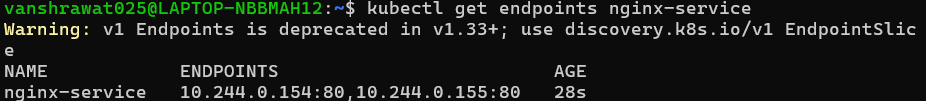 vanshrawat025@LAPTOP-NBBMAH12:~$ kubectl get endpoints nginx-service
Warning: v1 Endpoints is deprecated in v1.33+; use discovery.k8s.io/v1 EndpointSlic
e
NAME ENDPOINTS AGE
nginx-service 10.244.0.154:80,10.244.0.155:80 28s